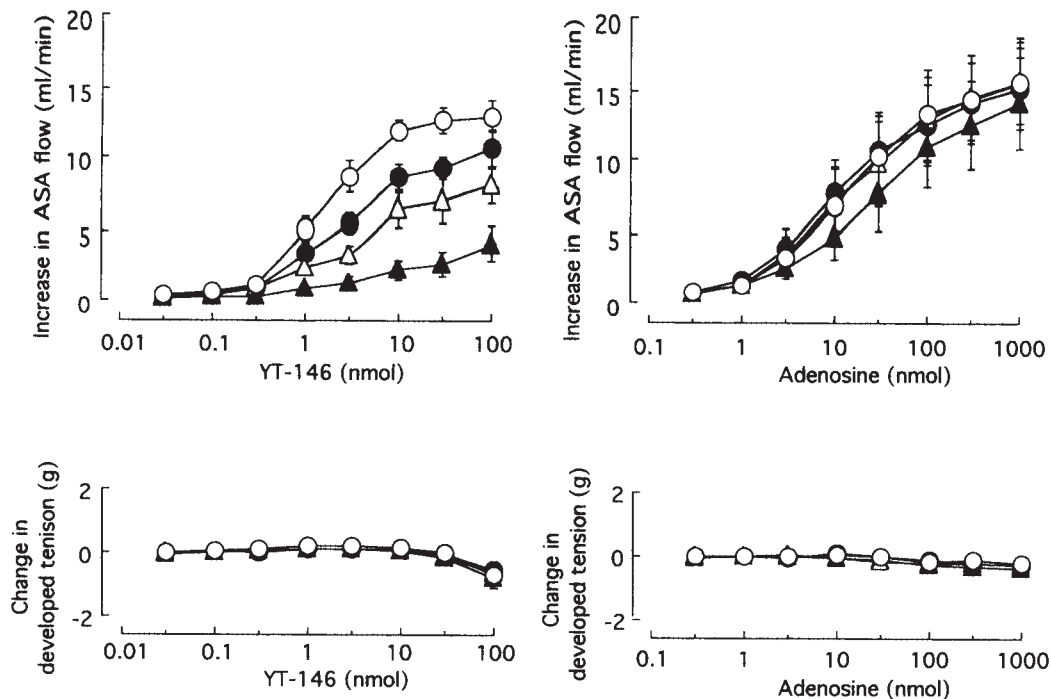 20
15
10
5
0
Increase in ASA flow (ml/min)
0.01 0.1 1 10 100
YT-146 (nmol)
20
15
10
5
0
Increase in ASA flow (ml/min)
0.1 1 10 100 1000
Adenosine (nmol)
2
0
-2
Change in
developed tenison (g)
0.01 0.1 1 10 100
YT-146 (nmol)
2
0
-2
Change in
developed tension (g)
0.1 1 10 100 1000
Adenosine (nmol)